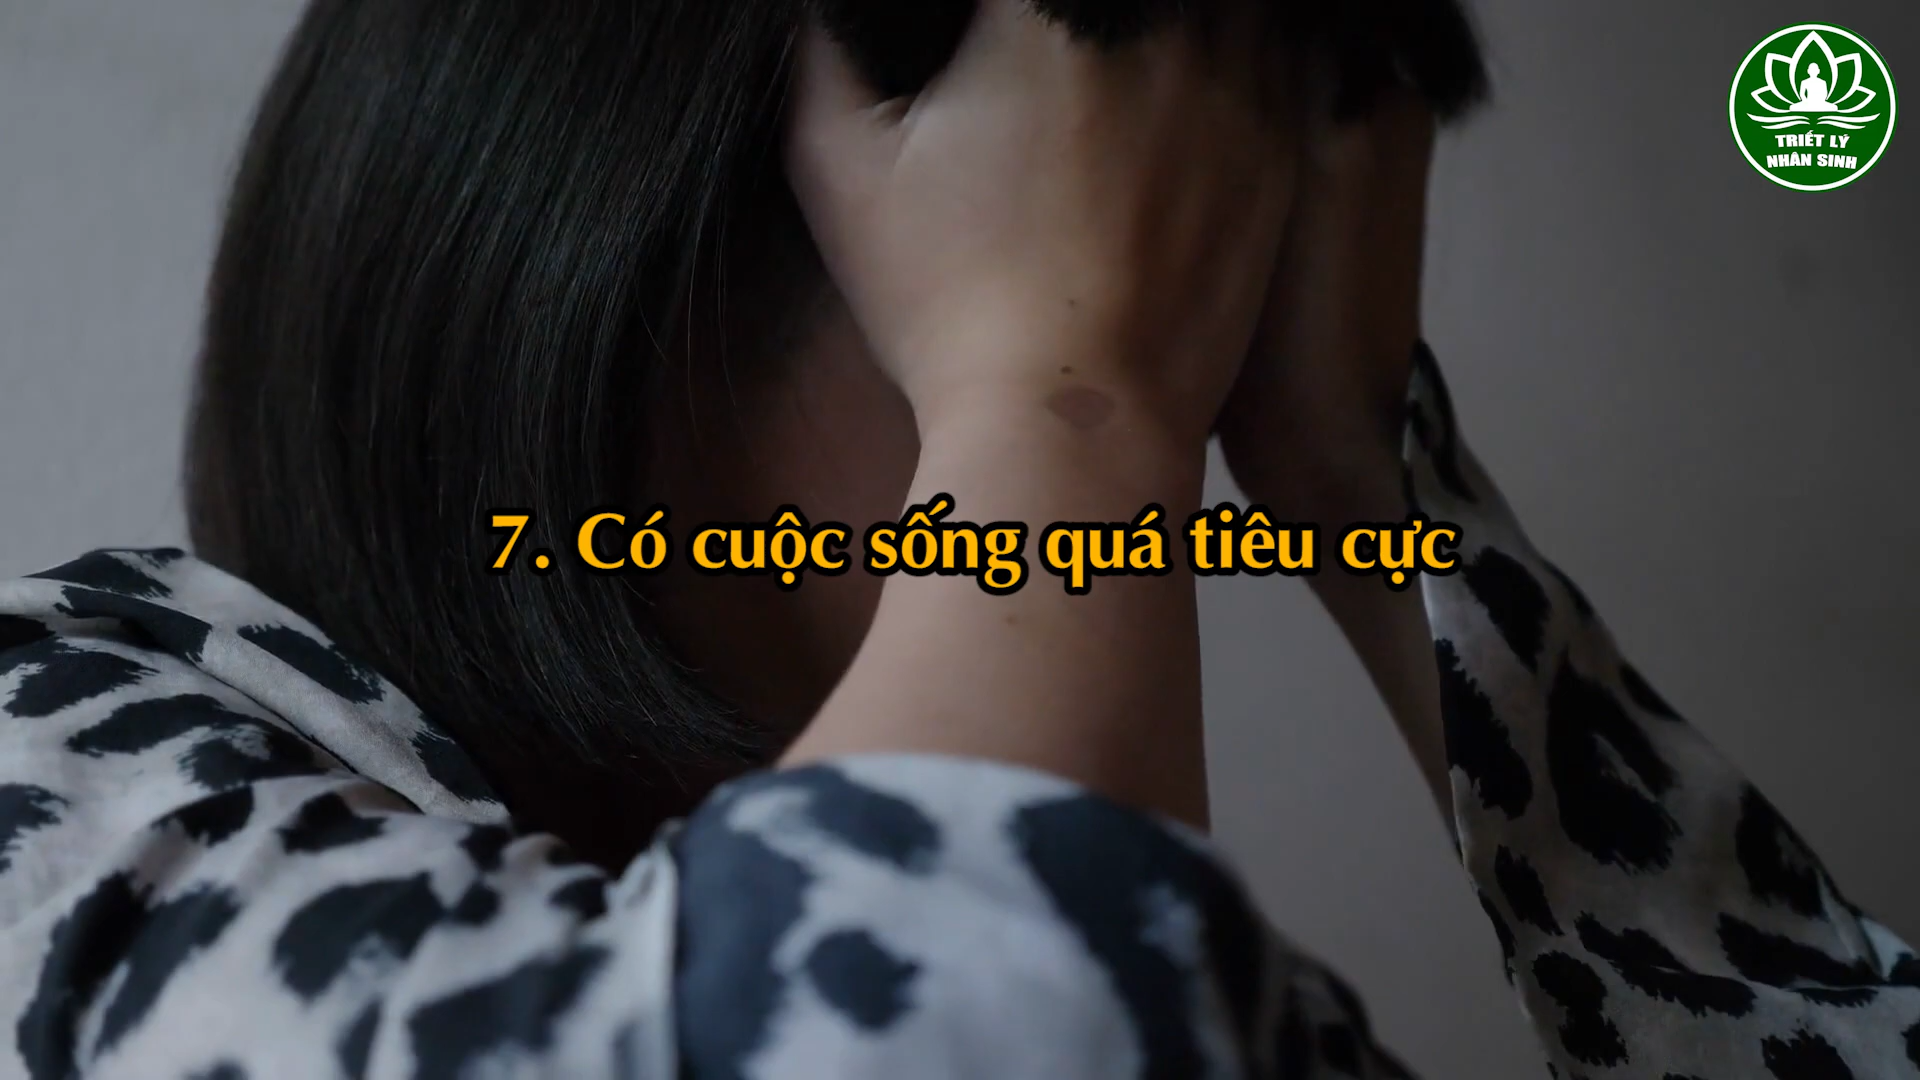 TRIẾT LÝ
NHÂN SINH
7. Có cuộc sống quá tiêu cực